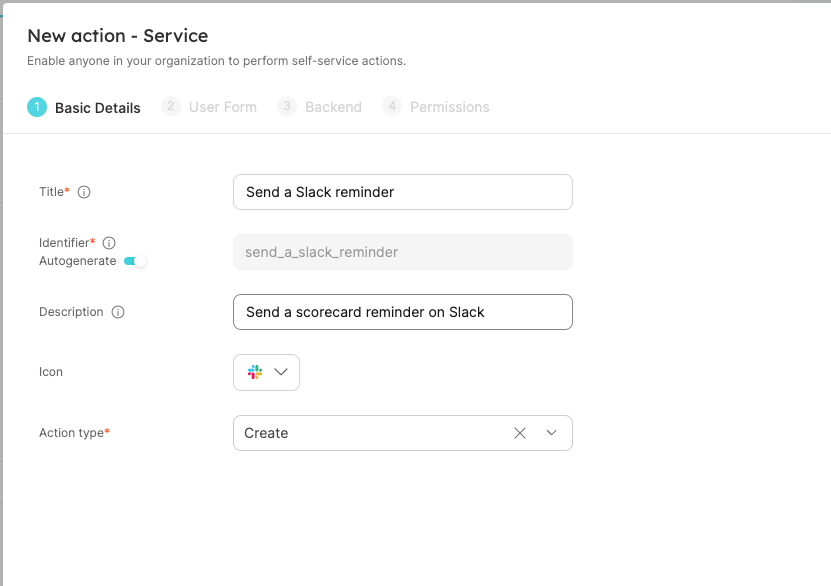 New action - Service
Enable anyone in your organization to perform self-service actions.
1 Basic Details 2 User Form 3 Backend 4 Permissions
Title* Send a Slack reminder
Identifier* send_a_slack_reminder
Autogenerate
Description Send a scorecard reminder on Slack
Icon
Action type* Create